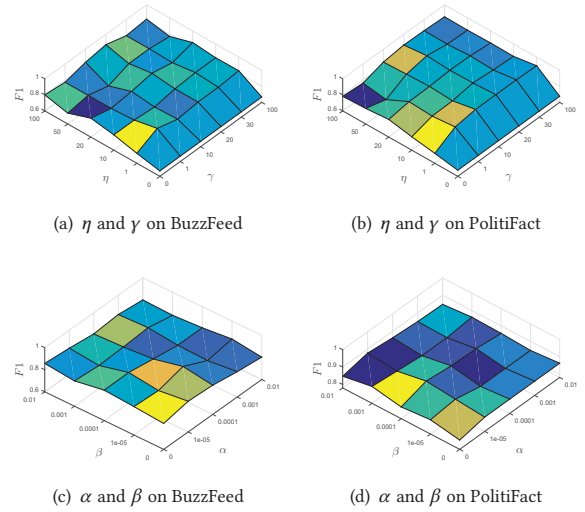 1
0.8
0.6
F1
100
50
20
10
1
0
η
0
1
10
20
30
100
γ
(a) η and γ on BuzzFeed
1
0.8
0.6
F1
100
50
20
10
1
0
η
0
1
10
20
30
100
γ
(b) η and γ on PolitiFact
1
0.8
0.6
F1
0.01
0.001
0.0001
1e-05
0
β
0
1e-05
0.0001
0.001
0.01
α
(c) α and β on BuzzFeed
1
0.9
0.8
F1
0.01
0.001
0.0001
1e-05
0
β
0
1e-05
0.0001
0.001
0.01
α
(d) α and β on PolitiFact